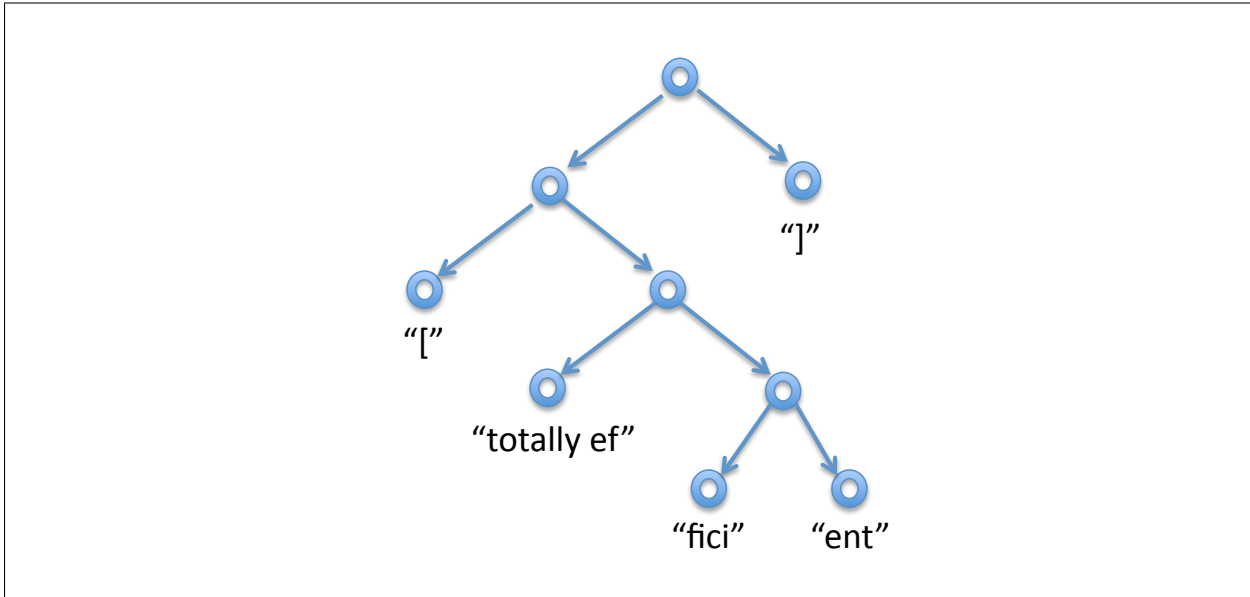 “]”
“[”
“totally ef”
“fici” “ent”